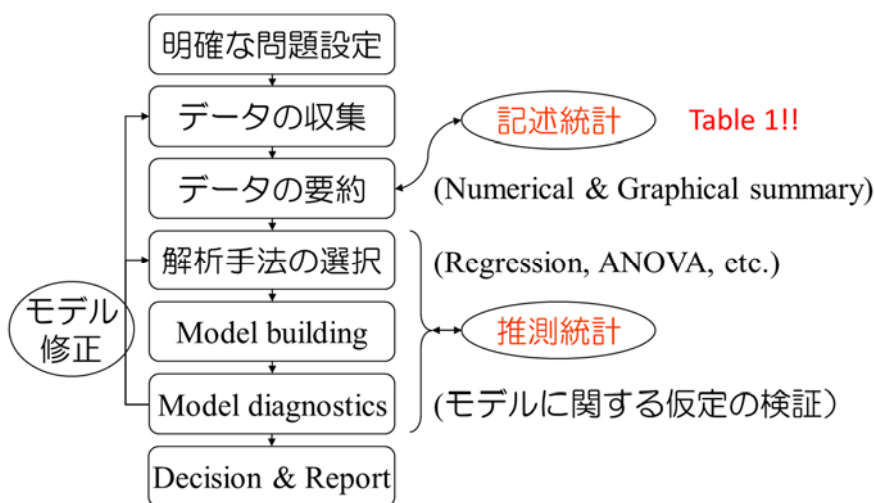 明確な問題設定
データの収集
記述統計
Table 1!!
データの要約
(Numerical & Graphical summary)
解析手法の選択
(Regression, ANOVA, etc.)
モデル
修正
Model building
推測統計
Model diagnostics
(モデルに関する仮定の検証）
Decision & Report